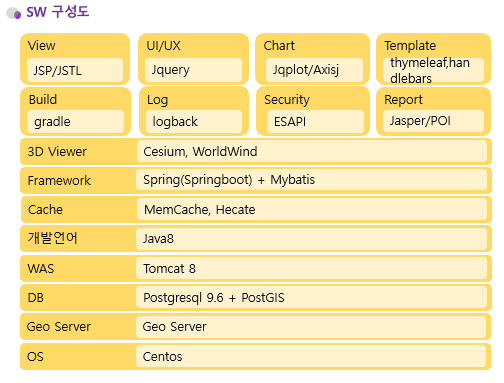 SW 구성도
View
JSP/JSTL
UI/UX
Jquery
Chart
Jqplot/Axisj
Template
thymeleaf,han
dlebars
Build
gradle
Log
logback
Security
ESAPI
Report
Jasper/POI
3D Viewer
Cesium, WorldWind
Framework
Spring(Springboot) + Mybatis
Cache
MemCache, Hecate
개발언어
Java8
WAS
Tomcat 8
DB
Postgresql 9.6 + PostGIS
Geo Server
Geo Server
OS
Centos